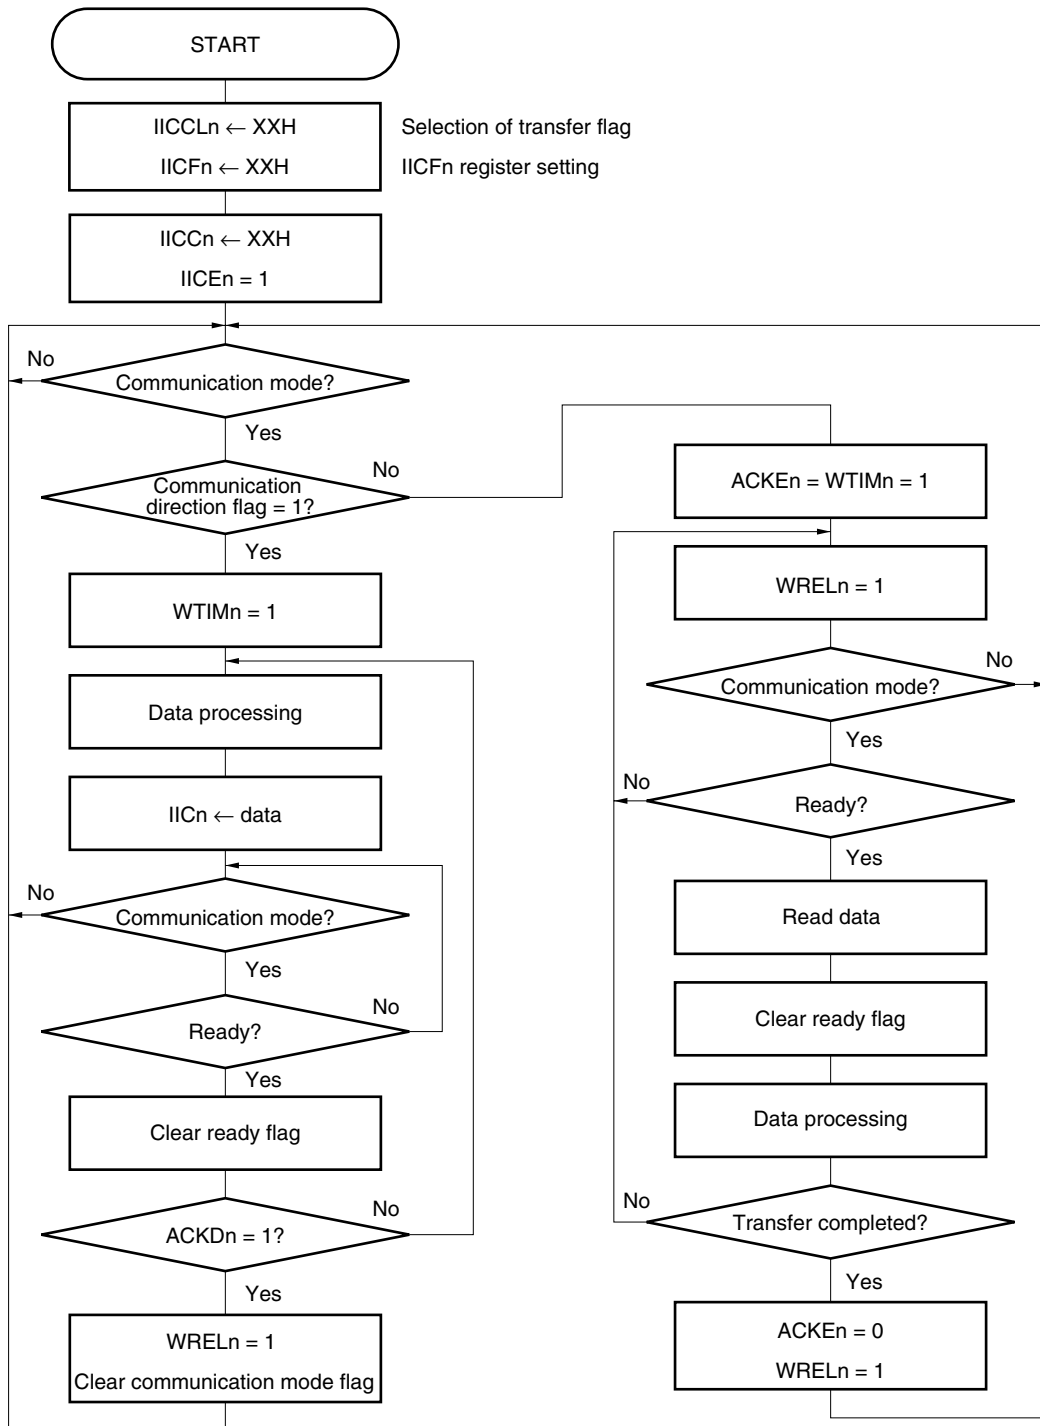 START
IICCLn ← XXH
Selection of transfer flag
IICFn ← XXH
IICFn register setting
IICCn ← XXH
IICEn = 1
No
Communication mode?
Yes
Communication
direction flag = 1?
No
Yes
WTIMn = 1
Data processing
IICn ← data
No
Communication mode?
Yes
Ready?
No
Yes
Clear ready flag
ACKDn = 1?
No
Yes
WRELn = 1
Clear communication mode flag
ACKEn = WTIMn = 1
WRELn = 1
Communication mode?
No
Yes
No
Ready?
Yes
Read data
Clear ready flag
Data processing
No
Transfer completed?
Yes
ACKEn = 0
WRELn = 1